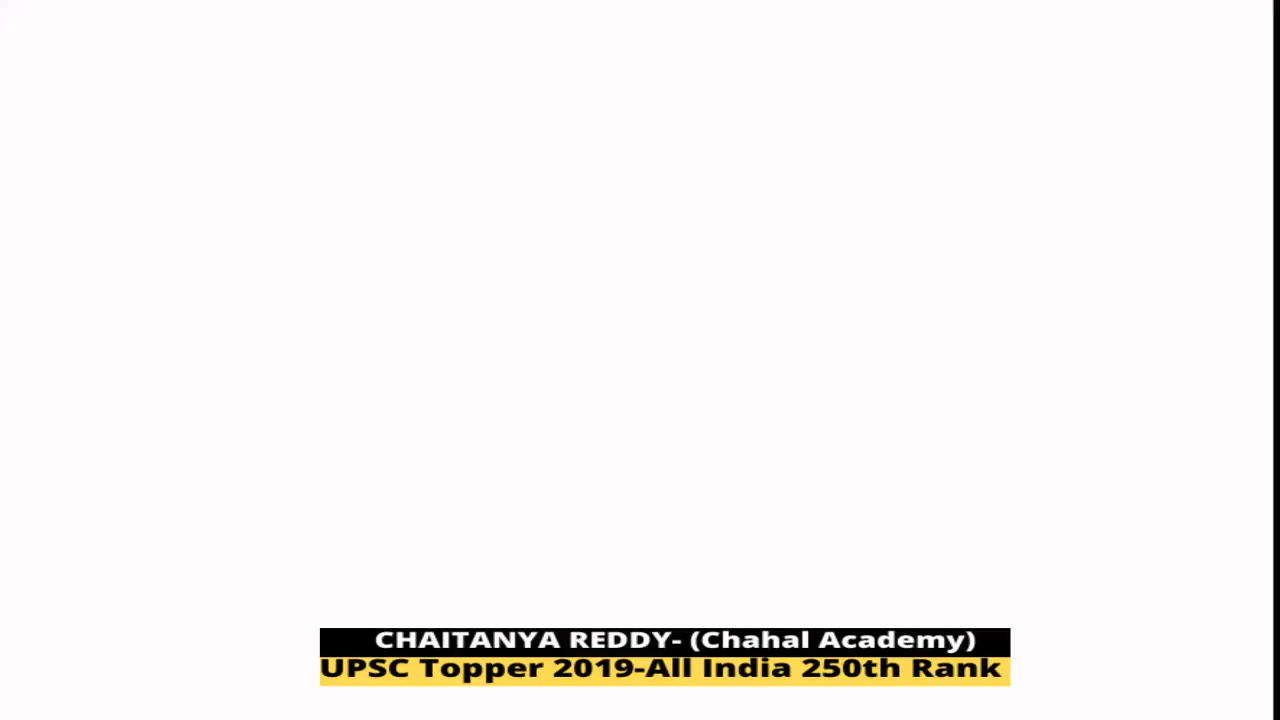 CHAITANYA REDDY- (Chahal Academy)
UPSC Topper 2019-All India 250th Rank